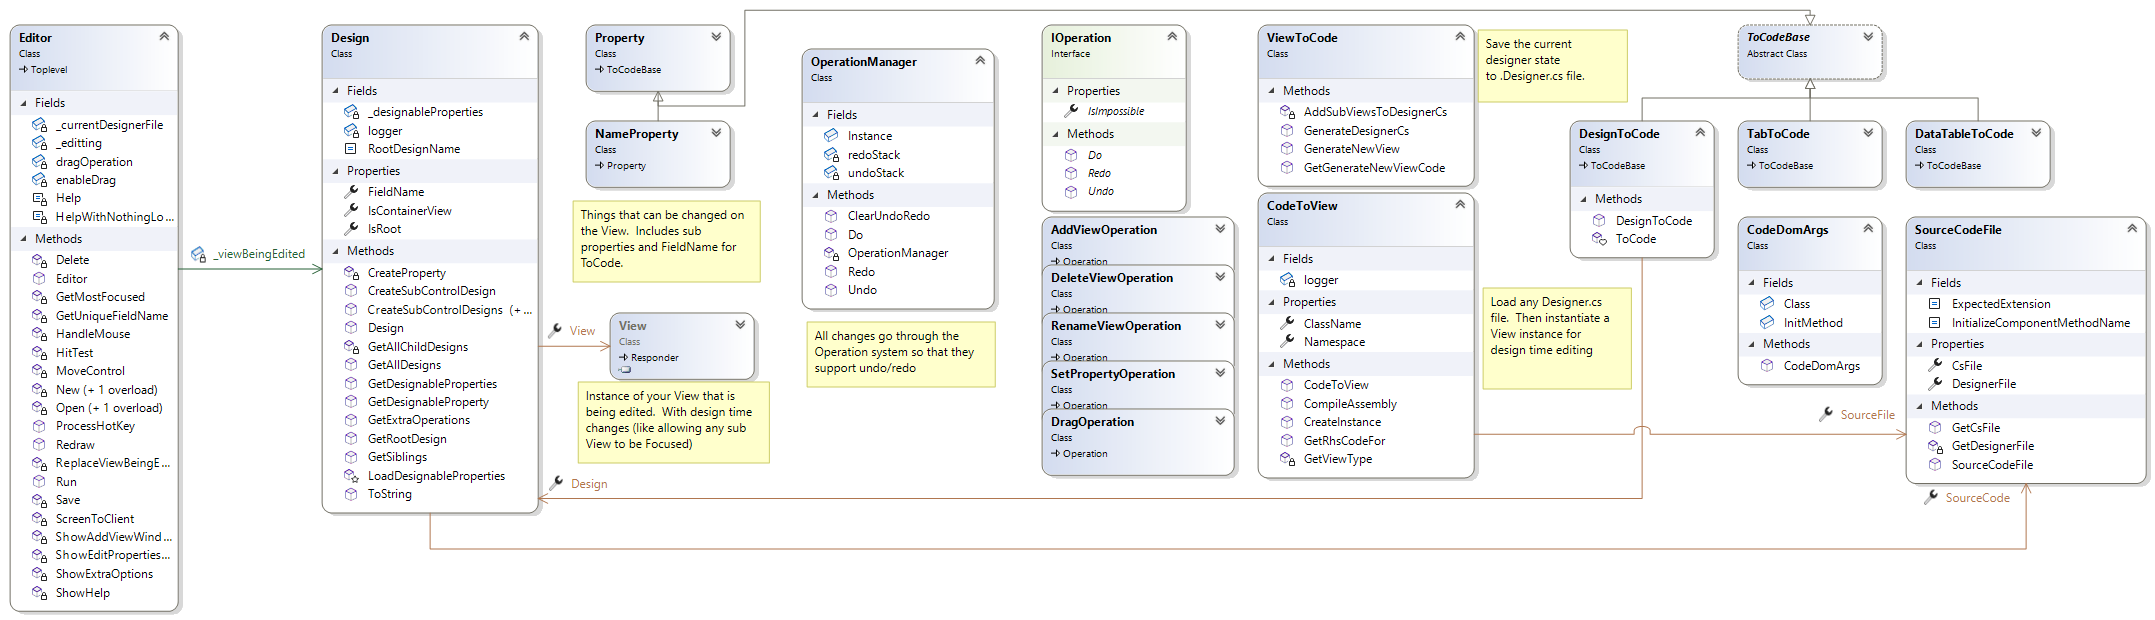 Editor
Class
Toplevel
Fields
_currentDesignerFile
_editting
dragOperation
enableDrag
Help
HelpWithNothingLo...
Methods
Delete
Editor
GetMostFocused
GetUniqueFieldName
HandleMouse
HitTest
MoveControl
New (+ 1 overload)
Open (+ 1 overload)
ProcessHotKey
Redraw
ReplaceViewBeingE...
Run
Save
ScreenToClient
ShowAddViewWind...
ShowEditProperties...
ShowExtraOptions
ShowHelp
_viewBeingEdited
Design
Class
Fields
_designableProperties
logger
RootDesignName
Properties
FieldName
IsContainerView
IsRoot
Methods
CreateProperty
CreateSubControlDesign
CreateSubControlDesigns (+ ...
Design
GetAllChildDesigns
GetAllDesigns
GetDesignableProperties
GetDesignableProperty
GetExtraOperations
GetRootDesign
GetSiblings
LoadDesignableProperties
ToString
Property
Class
ToCodeBase
NameProperty
Class
Property
Things that can be changed on
the View. Includes sub
properties and FieldName for
ToCode.
View
View
Class
Responder
Instance of your View that is
being edited. With design time
changes (like allowing any sub
View to be Focused)
Design
OperationManager
Class
Fields
Instance
redoStack
undoStack
Methods
ClearUndoRedo
Do
OperationManager
Redo
Undo
All changes go through the
Operation system so that they
support undo/redo
IOperation
Interface
Properties
IsImpossible
Methods
Do
Redo
Undo
AddViewOperation
Class
Operation
DeleteViewOperation
Class
Operation
RenameViewOperation
Class
Operation
SetPropertyOperation
Class
Operation
DragOperation
Class
Operation
ViewToCode
Class
Methods
AddSubViewsToDesignerCs
GenerateDesignerCs
GenerateNewView
GetGenerateNewViewCode
Save the current
designer state
to .Designer.cs file.
CodeToView
Class
Fields
logger
Properties
ClassName
Namespace
Methods
CodeToView
CompileAssembly
CreateInstance
GetRhsCodeFor
GetViewType
Load any Designer.cs
file. Then instantiate a
View instance for
design time editing
ToCodeBase
Abstract Class
DesignToCode
Class
ToCodeBase
Methods
DesignToCode
ToCode
TabToCode
Class
ToCodeBase
DataTableToCode
Class
ToCodeBase
CodeDomArgs
Class
Fields
Class
InitMethod
Methods
CodeDomArgs
SourceFile
SourceCodeFile
Class
Fields
ExpectedExtension
InitializeComponentMethodName
Properties
CsFile
DesignerFile
Methods
GetCsFile
GetDesignerFile
SourceCodeFile
SourceCode